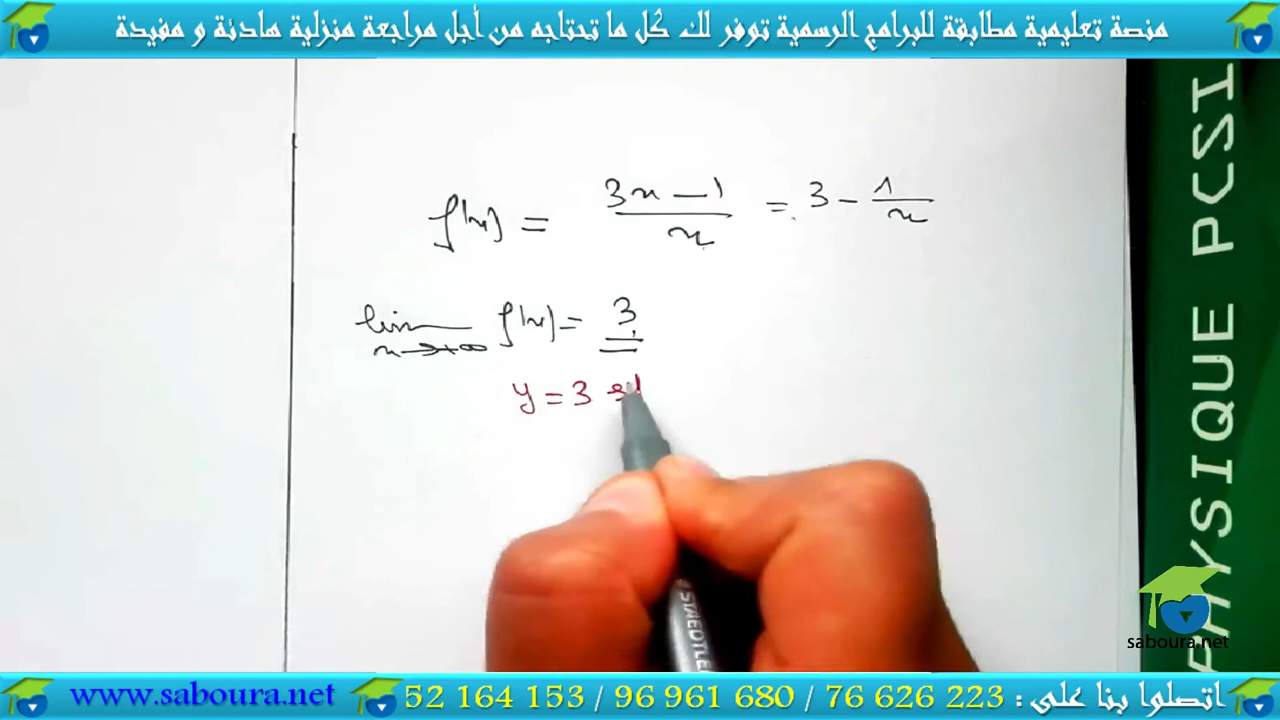 منصة تعليمية مطابقة للبرامج الرسمية توفر لك كل ما تحتاجه من أجل مراجعة منزلية هادئة و مفيدة
f(x) = \frac{3x - 1}{x} = 3 - \frac{1}{x}
lim f(x) = 3
x → +∞
y = 3
PHYSIQUE PCSI
STAEDTLER
saboura.net
www.saboura.net
اتصلوا بنا على : 52 164 153 / 96 961 680 / 76 626 223